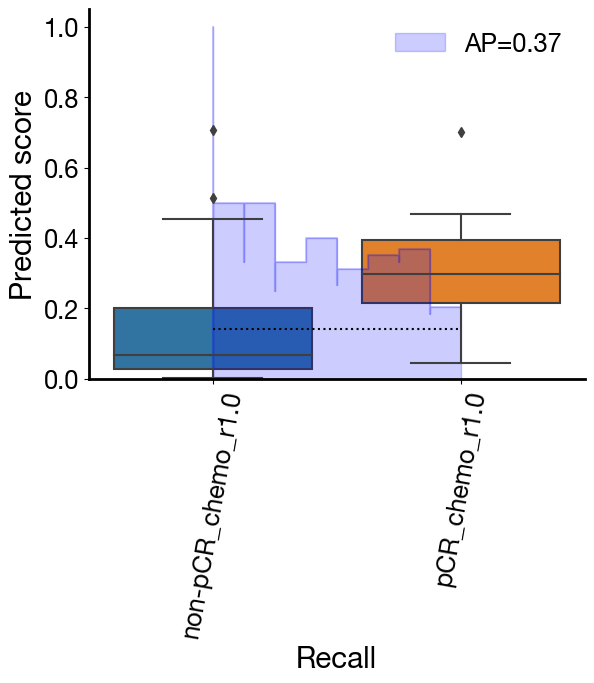 AP=0.37
Predicted score
1.0
0.8
0.6
0.4
0.2
0.0
non-pCR_chemo_r1.0
pCR_chemo_r1.0
Recall